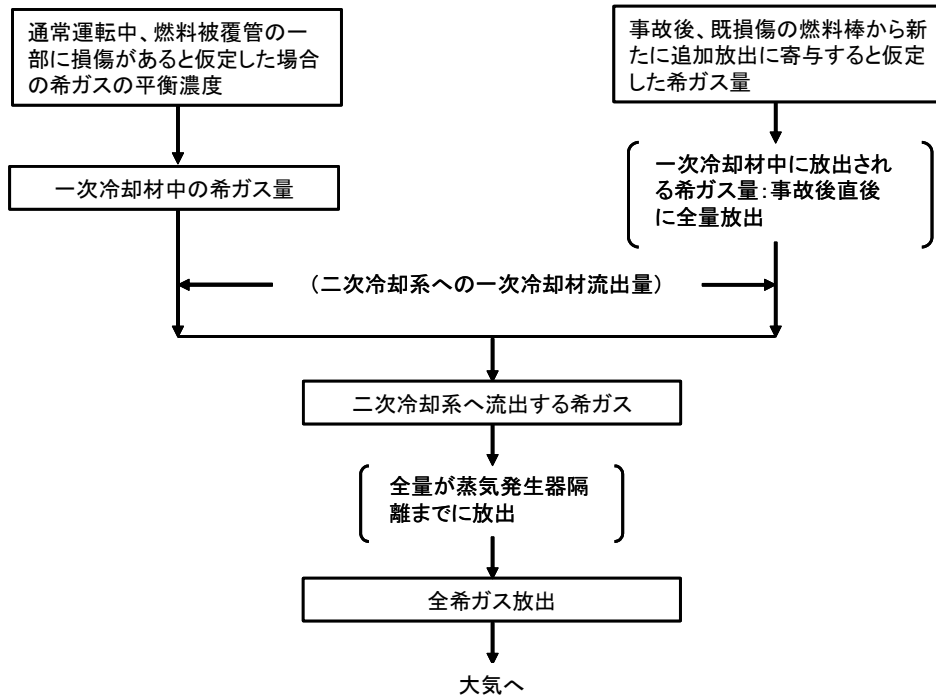 通常運転中、燃料被覆管の一
部に損傷があると仮定した場合
の希ガスの平衡濃度
事故後、既損傷の燃料棒から新
たに追加放出に寄与すると仮定
した希ガス量
一次冷却材中の希ガス量
一次冷却材中に放出され
る希ガス量：事故後直後
に全量放出
（二次冷却系への一次冷却材流出量）
二次冷却系へ流出する希ガス
全量が蒸気発生器隔
離までに放出
全希ガス放出
大気へ